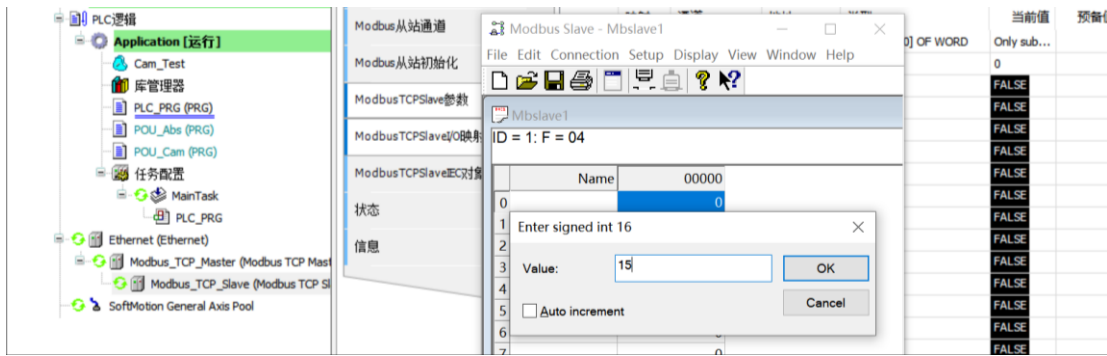 PLC逻辑
Application [运行]
Cam_Test
库管理器
PLC_PRG (PRG)
POU_Abs (PRG)
POU_Cam (PRG)
任务配置
MainTask
PLC_PRG
Ethernet (Ethernet)
Modbus_TCP_Master (Modbus TCP Mast
Modbus_TCP_Slave (Modbus TCP Sl
SoftMotion General Axis Pool
Modbus从站通道
Modbus从站初始化
ModbusTCPSlave参数
ModbusTCPSlaveI/O映射
ModbusTCPSlaveIEC对象
状态
信息
Modbus Slave - Mbslave1
File Edit Connection Setup Display View Window Help
Mbslave1
ID = 1: F = 04
Name 00000
0 0
1
2
3
4
5
6
7 0
Enter signed int 16
Value: 15 OK
Auto increment Cancel
当前值 预备值
0] OF WORD Only sub...
0
FALSE
FALSE
FALSE
FALSE
FALSE
FALSE
FALSE
FALSE
FALSE
FALSE
FALSE
FALSE
FALSE